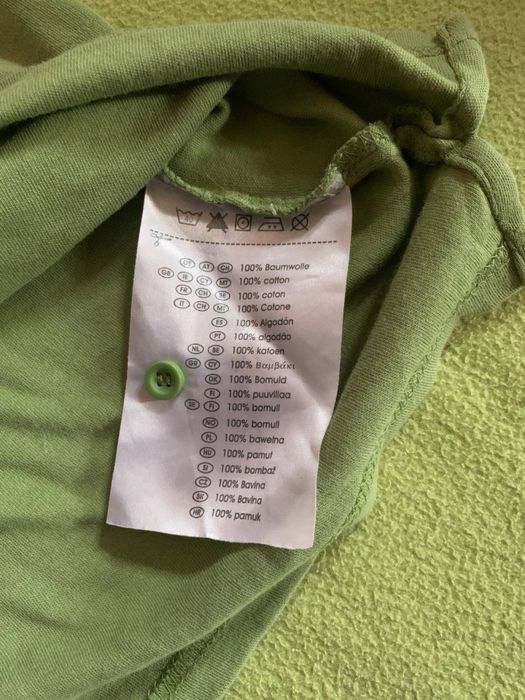 40
DT AT CH 100% Baumwolle
GB IE CY MT 100% cotton
FR CH BE 100% coton
IT CH MT 100% Cotone
ES 100% Algodón
PT 100% algodão
NL BE 100% katoen
GR CY 100% Βαμβάκι
DK 100% Bomuld
FI 100% puuvillaa
SE FI 100% bomull
NO 100% bomull
PL 100% bawełna
HU 100% pamut
SI 100% bombaž
CZ 100% Bavlna
SK 100% Bavlna
HR 100% pamuk